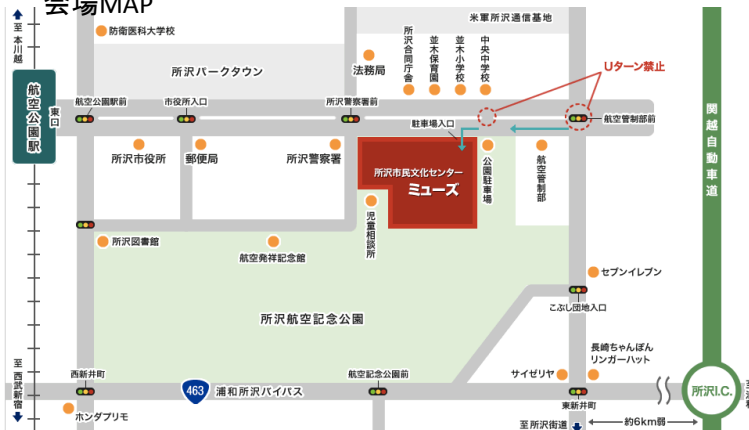 会場MAP
至 本川越
防衛医科大学校
米軍所沢通信基地
所沢パークタウン
法務局
所沢合同庁舎
並木保育園
並木小学校
中央中学校
Uターン禁止
航空公園駅
東口
航空公園駅前
市役所入口
所沢警察署前
駐車場入口
航空管制部前
関越自動車道
所沢市役所
郵便局
所沢警察署
所沢市民文化センター
ミューズ
公園駐車場
航空管制部
児童相談所
所沢図書館
航空発祥記念館
セブンイレブン
こぶし団地入口
所沢航空記念公園
長崎ちゃんぽん
リンガーハット
サイゼリヤ
至 西武新宿
西新井町
航空記念公園前
463
浦和所沢バイパス
東新井町
所沢I.C.
ホンダプリモ
至所沢街道
約6km弱